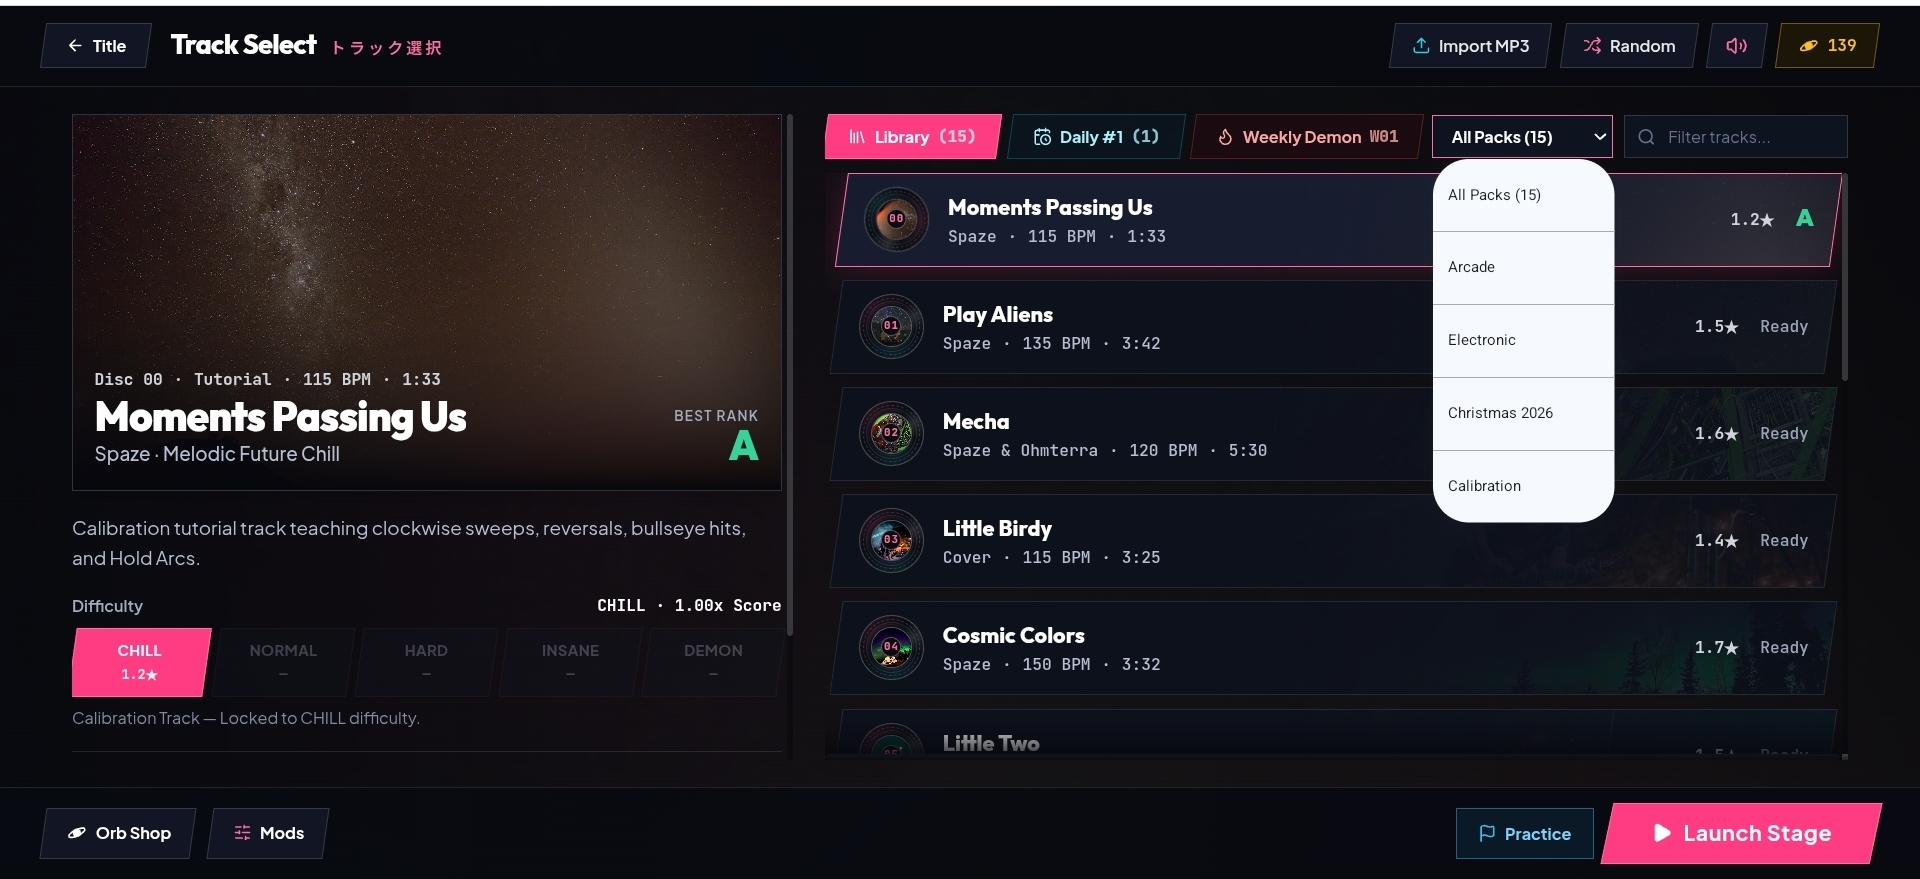 Title
Track Select トラック選択
Import MP3
Random
139
Disc 00 · Tutorial · 115 BPM · 1:33
Moments Passing Us
Spaze · Melodic Future Chill
BEST RANK
A
Calibration tutorial track teaching clockwise sweeps, reversals, bullseye hits,
and Hold Arcs.
Difficulty
CHILL · 1.00x Score
CHILL
1.2★
NORMAL
—
HARD
—
INSANE
—
DEMON
—
Calibration Track — Locked to CHILL difficulty.
Library (15)
Daily #1 (1)
Weekly Demon W01
All Packs (15)
Filter tracks...
All Packs (15)
Arcade
Electronic
Christmas 2026
Calibration
00
Moments Passing Us
Spaze · 115 BPM · 1:33
1.2★ A
01
Play Aliens
Spaze · 135 BPM · 3:42
1.5★ Ready
02
Mecha
Spaze & Ohmterra · 120 BPM · 5:30
1.6★ Ready
03
Little Birdy
Cover · 115 BPM · 3:25
1.4★ Ready
04
Cosmic Colors
Spaze · 150 BPM · 3:32
1.7★ Ready
05
Little Two
1.5★ Ready
Orb Shop
Mods
Practice
Launch Stage